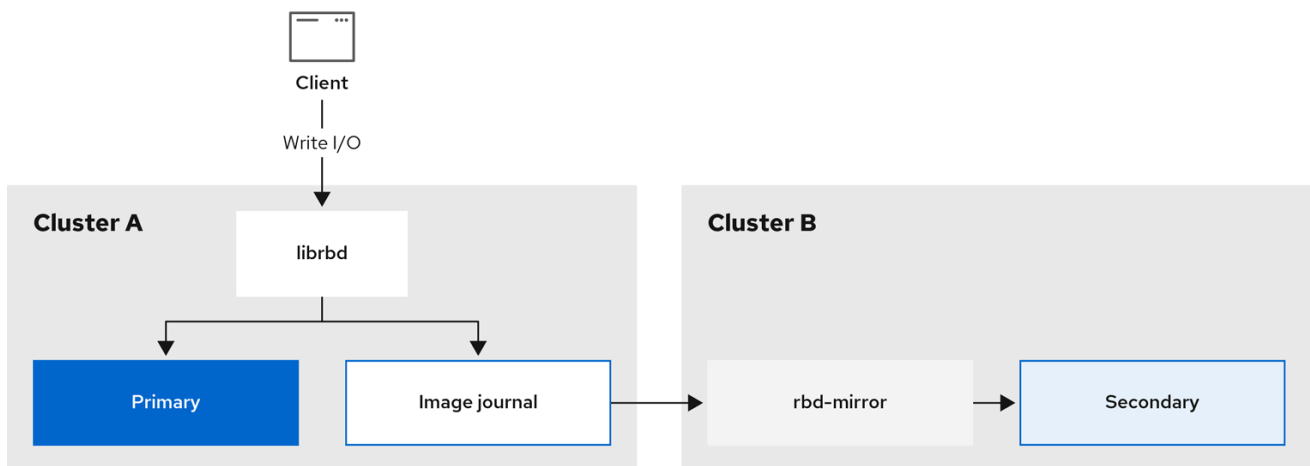 Client
Write I/O
Cluster A
Cluster B
librbd
Primary
Image journal
rbd-mirror
Secondary